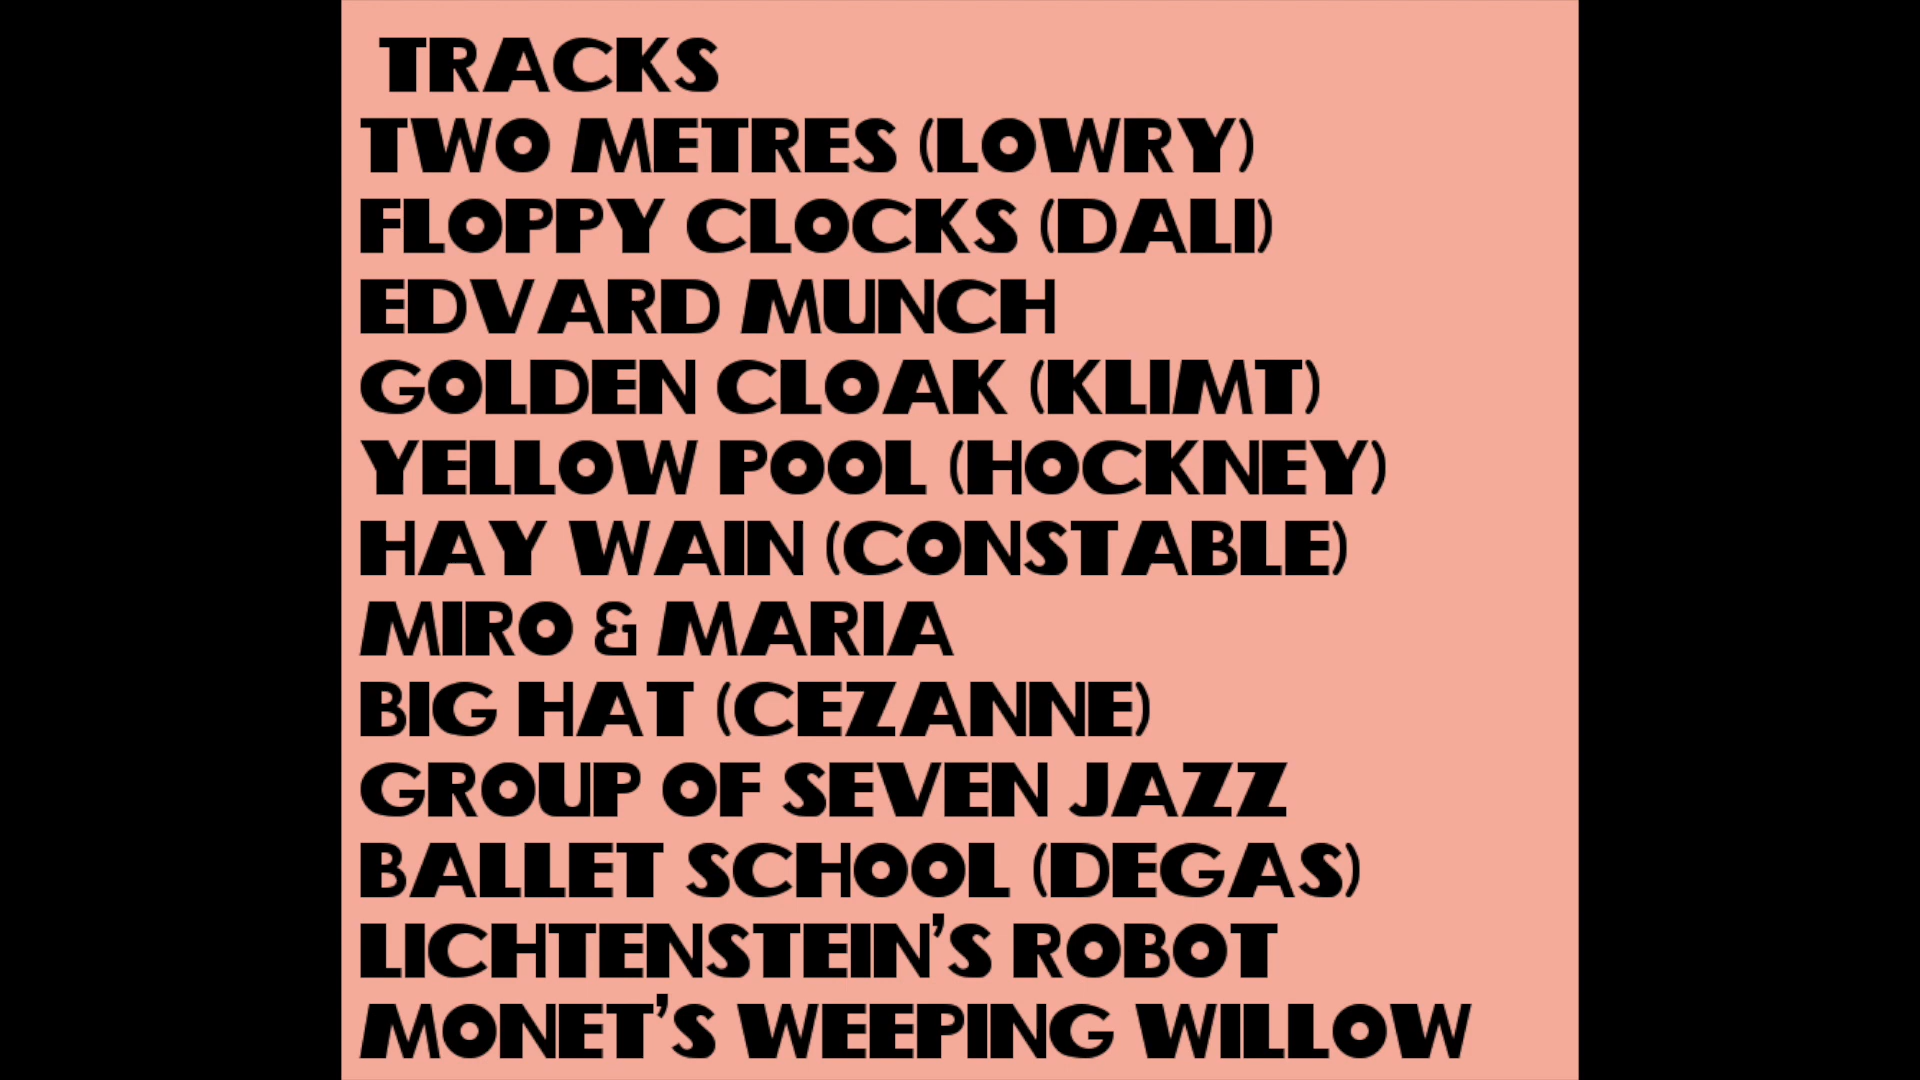 TRACKS
TWO METRES (LOWRY)
FLOPPY CLOCKS (DALI)
EDVARD MUNCH
GOLDEN CLOAK (KLIMT)
YELLOW POOL (HOCKNEY)
HAY WAIN (CONSTABLE)
MIRO & MARIA
BIG HAT (CEZANNE)
GROUP OF SEVEN JAZZ
BALLET SCHOOL (DEGAS)
LICHTENSTEIN'S ROBOT
MONET'S WEEPING WILLOW